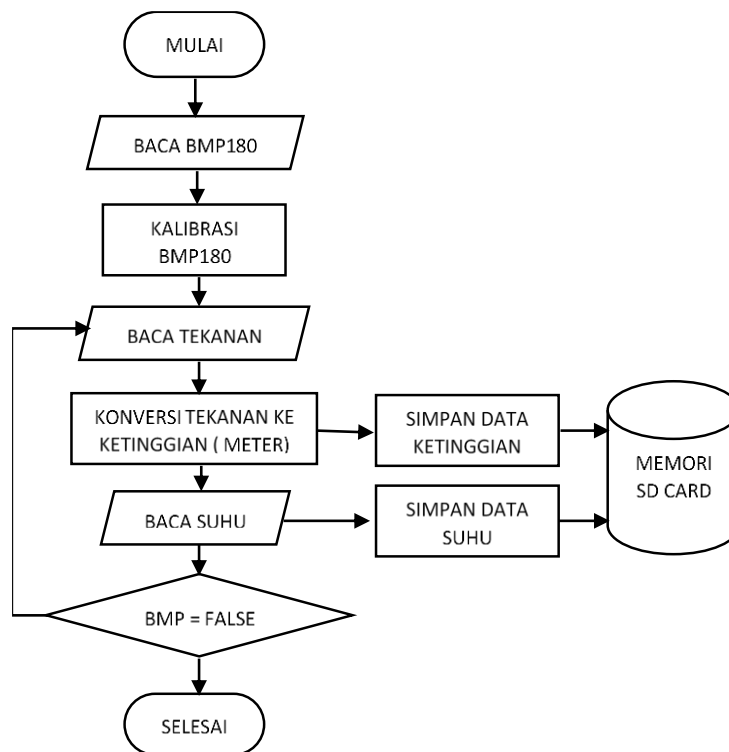 MULAI
BACA BMP180
KALIBRASI
BMP180
BACA TEKANAN
KONVERSI TEKANAN KE
KETINGGIAN ( METER)
SIMPAN DATA
KETINGGIAN
MEMORI
SD CARD
BACA SUHU
SIMPAN DATA
SUHU
BMP = FALSE
SELESAI